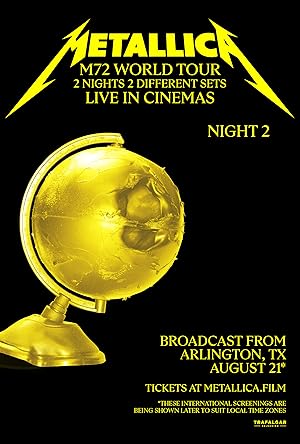 METALLICA
M72 WORLD TOUR
2 NIGHTS 2 DIFFERENT SETS
LIVE IN CINEMAS
NIGHT 2
BROADCAST FROM
ARLINGTON, TX
AUGUST 21*
TICKETS AT METALLICA.FILM
*THESE INTERNATIONAL SCREENINGS ARE
BEING SHOWN LATER TO SUIT LOCAL TIME ZONES
TRAFALGAR
RELEASING